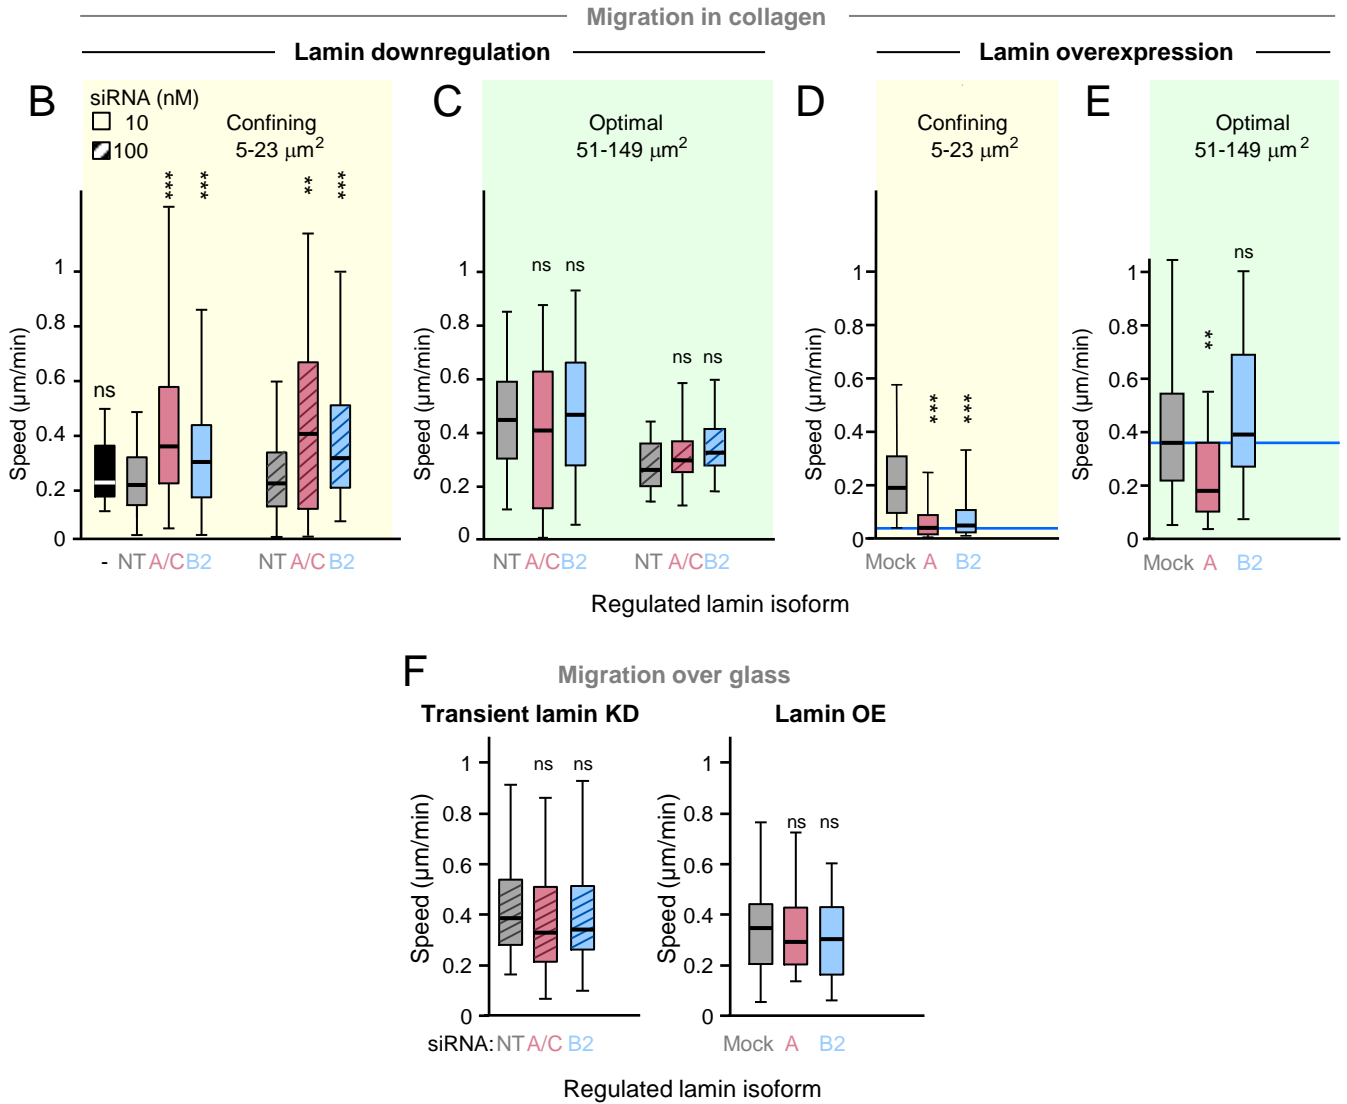 Migration in collagen
Lamin downregulation
Lamin overexpression
B
siRNA (nM)
10
100
Confining
5-23 μm²
ns
***
***
**
***
Speed (μm/min)
1
0.8
0.6
0.4
0.2
0
- NT A/C B2
NT A/C B2
C
Optimal
51-149 μm²
ns ns
ns ns
Speed (μm/min)
1
0.8
0.6
0.4
0.2
0
NT A/C B2
NT A/C B2
D
Confining
5-23 μm²
***
***
Speed (μm/min)
1
0.8
0.6
0.4
0.2
0
Mock A B2
E
Optimal
51-149 μm²
ns
**
Speed (μm/min)
1
0.8
0.6
0.4
0.2
0
Mock A B2
Regulated lamin isoform
F
Migration over glass
Transient lamin KD
ns ns
Speed (μm/min)
1
0.8
0.6
0.4
0.2
0
siRNA: NT A/C B2
Lamin OE
ns ns
Speed (μm/min)
1
0.8
0.6
0.4
0.2
0
Mock A B2
Regulated lamin isoform